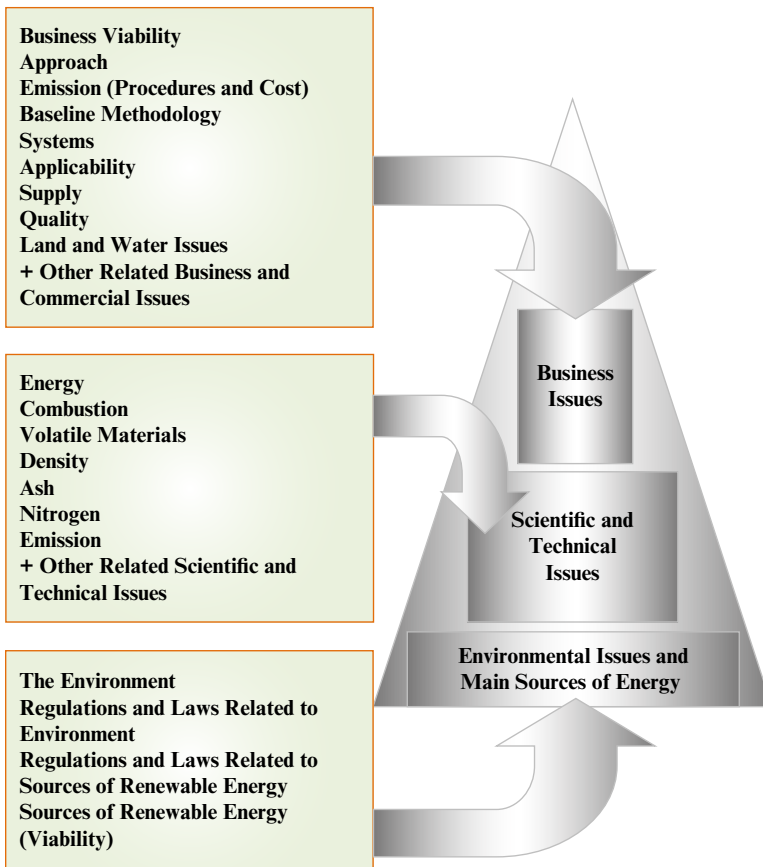 Business Viability
Approach
Emission (Procedures and Cost)
Baseline Methodology
Systems
Applicability
Supply
Quality
Land and Water Issues
+ Other Related Business and
Commercial Issues
Business
Issues
Energy
Combustion
Volatile Materials
Density
Ash
Nitrogen
Emission
+ Other Related Scientific and
Technical Issues
Scientific and
Technical
Issues
The Environment
Regulations and Laws Related to
Environment
Regulations and Laws Related to
Sources of Renewable Energy
Sources of Renewable Energy
(Viability)
Environmental Issues and
Main Sources of Energy